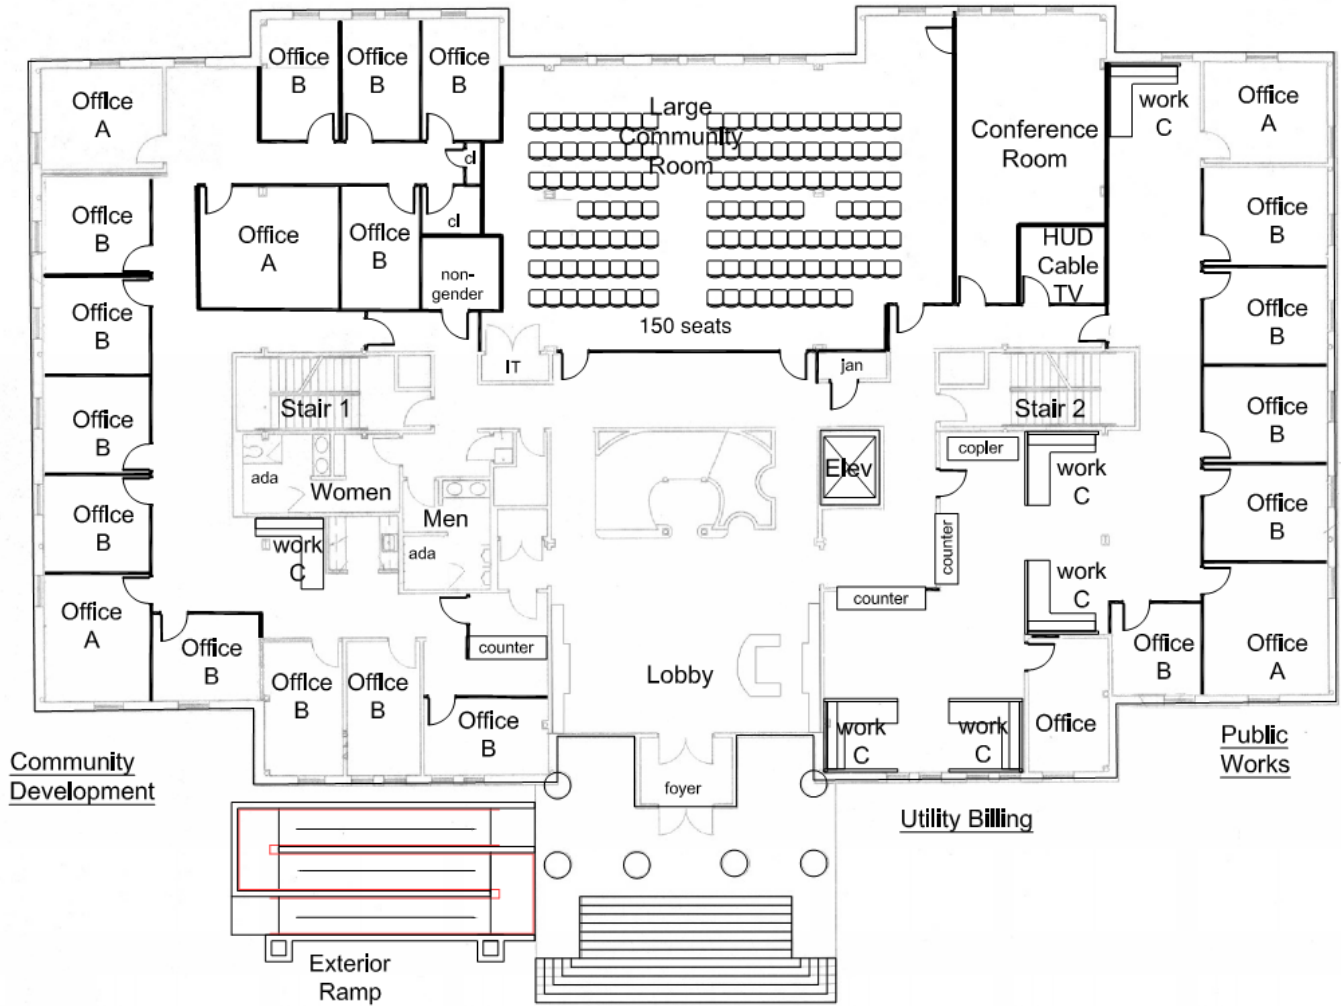 Office
B
Office
B
Office
B
Office
A
Large
Community
Room
Conference
Room
work
C
Office
A
cl
Office
B
Office
A
Office
B
cl
non-
gender
HUD
Cable
TV
Office
B
Office
B
150 seats
Office
B
IT
jan
Stair 1
Stair 2
Office
B
Office
B
copier
Elev
work
C
ada
Women
Men
Office
B
Office
B
work
C
ada
counter
work
C
counter
Office
A
Office
B
counter
Lobby
Office
B
Office
A
Office
B
Office
B
Office
B
work
C
work
C
Office
Public
Works
Community
Development
foyer
Utility Billing
Exterior
Ramp